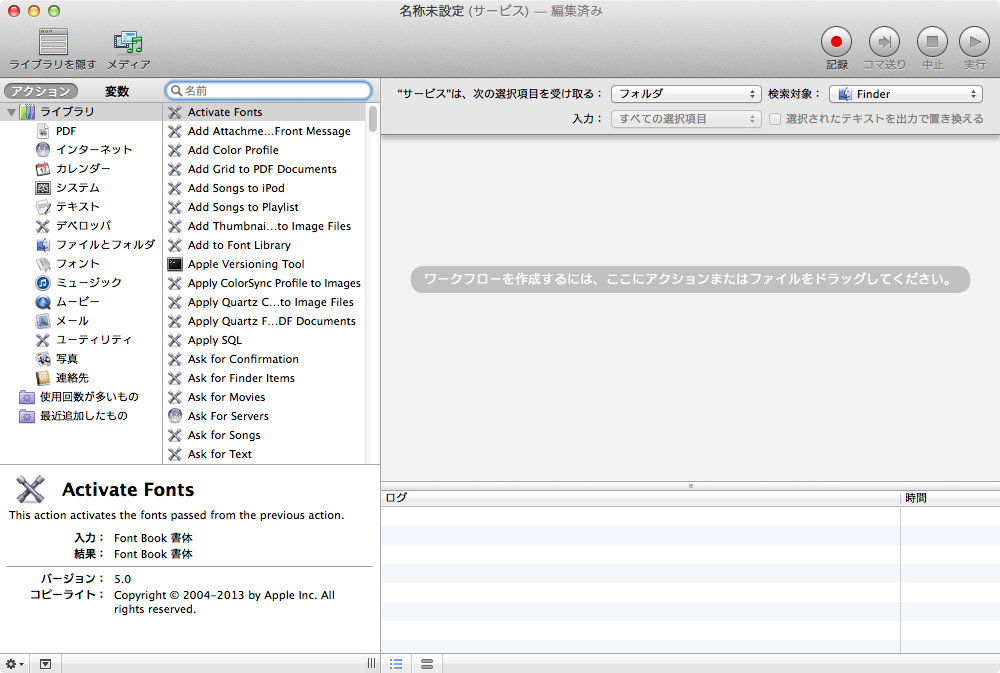 名称未設定 (サービス) — 編集済み
ライブラリを隠す
メディア
記録
コマ送り
中止
実行
アクション
変数
名前
ライブラリ
PDF
インターネット
カレンダー
システム
テキスト
デベロッパ
ファイルとフォルダ
フォント
ミュージック
ムービー
メール
ユーティリティ
写真
連絡先
使用回数が多いもの
最近追加したもの
Activate Fonts
Add Attachme...Front Message
Add Color Profile
Add Grid to PDF Documents
Add Songs to iPod
Add Songs to Playlist
Add Thumbnai...to Image Files
Add to Font Library
Apple Versioning Tool
Apply ColorSync Profile to Images
Apply Quartz C...to Image Files
Apply Quartz F...DF Documents
Apply SQL
Ask for Confirmation
Ask for Finder Items
Ask for Movies
Ask For Servers
Ask for Songs
Ask for Text
“サービス”は、次の選択項目を受け取る： フォルダ 検索対象： Finder
入力： すべての選択項目 選択されたテキストを出力で置き換える
ワークフローを作成するには、ここにアクションまたはファイルをドラッグしてください。
Activate Fonts
This action activates the fonts passed from the previous action.
入力： Font Book 書体
結果： Font Book 書体
バージョン： 5.0
コピーライト： Copyright © 2004-2013 by Apple Inc. All
rights reserved.
ログ
時間